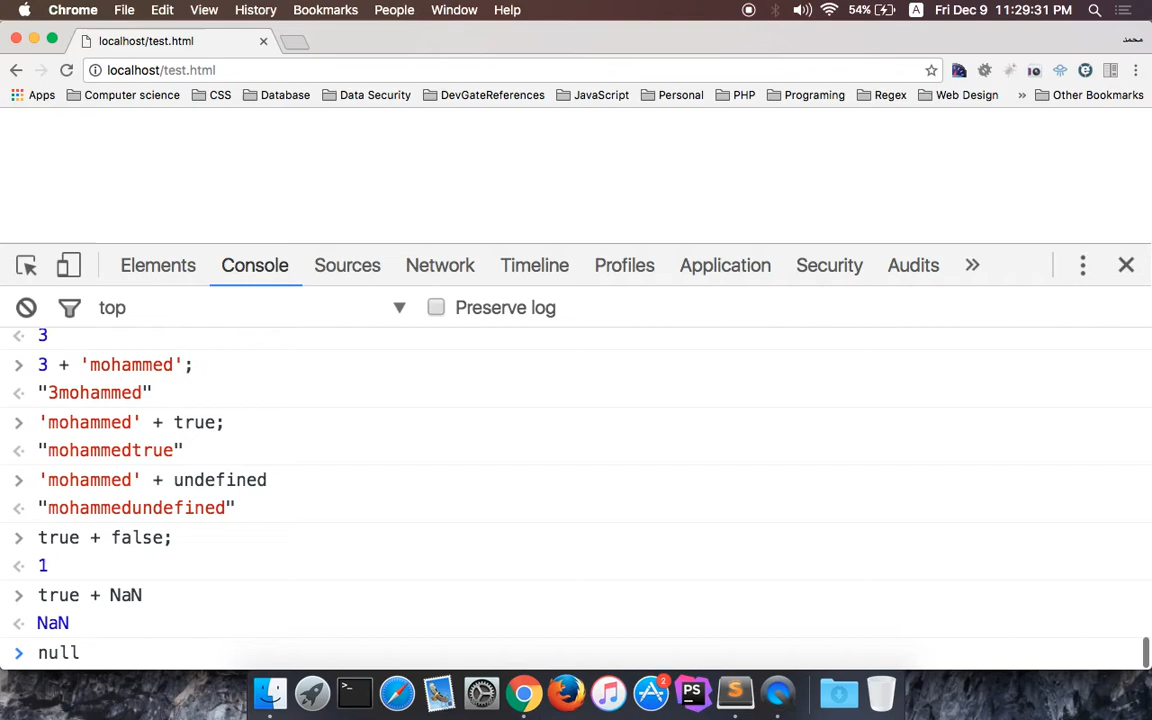 Chrome File Edit View History Bookmarks People Window Help 54% A Fri Dec 9 11:29:31 PM
localhost/test.html محمد
localhost/test.html
Apps Computer science CSS Database Data Security DevGateReferences JavaScript Personal PHP Programing Regex Web Design » Other Bookmarks
Elements Console Sources Network Timeline Profiles Application Security Audits »
top Preserve log
3
3 + 'mohammed';
"3mohammed"
'mohammed' + true;
"mohammedtrue"
'mohammed' + undefined
"mohammedundefined"
true + false;
1
true + NaN
NaN
null
2
PS